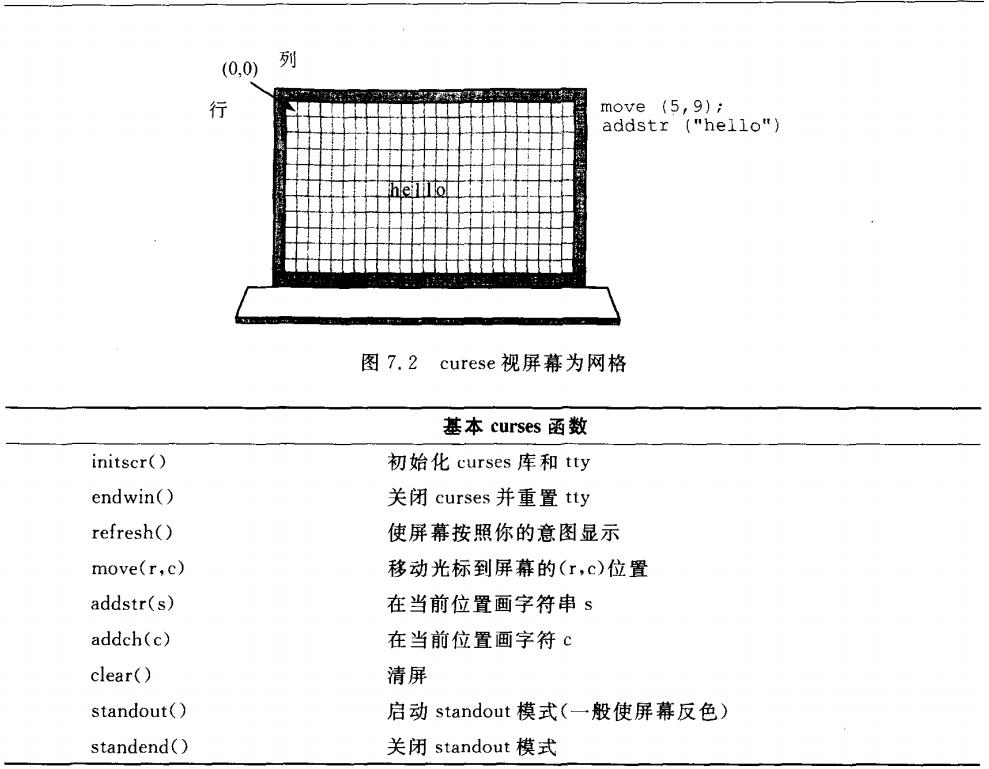 列
(0,0)
行
move (5,9);
addstr ("hello")
hello
图 7.2 curese 视屏幕为网格
基本 curses 函数
initscr() 初始化 curses 库和 tty
endwin() 关闭 curses 并重置 tty
refresh() 使屏幕按照你的意图显示
move(r,c) 移动光标到屏幕的(r,c)位置
addstr(s) 在当前位置画字符串 s
addch(c) 在当前位置画字符 c
clear() 清屏
standout() 启动 standout 模式(一般使屏幕反色)
standend() 关闭 standout 模式